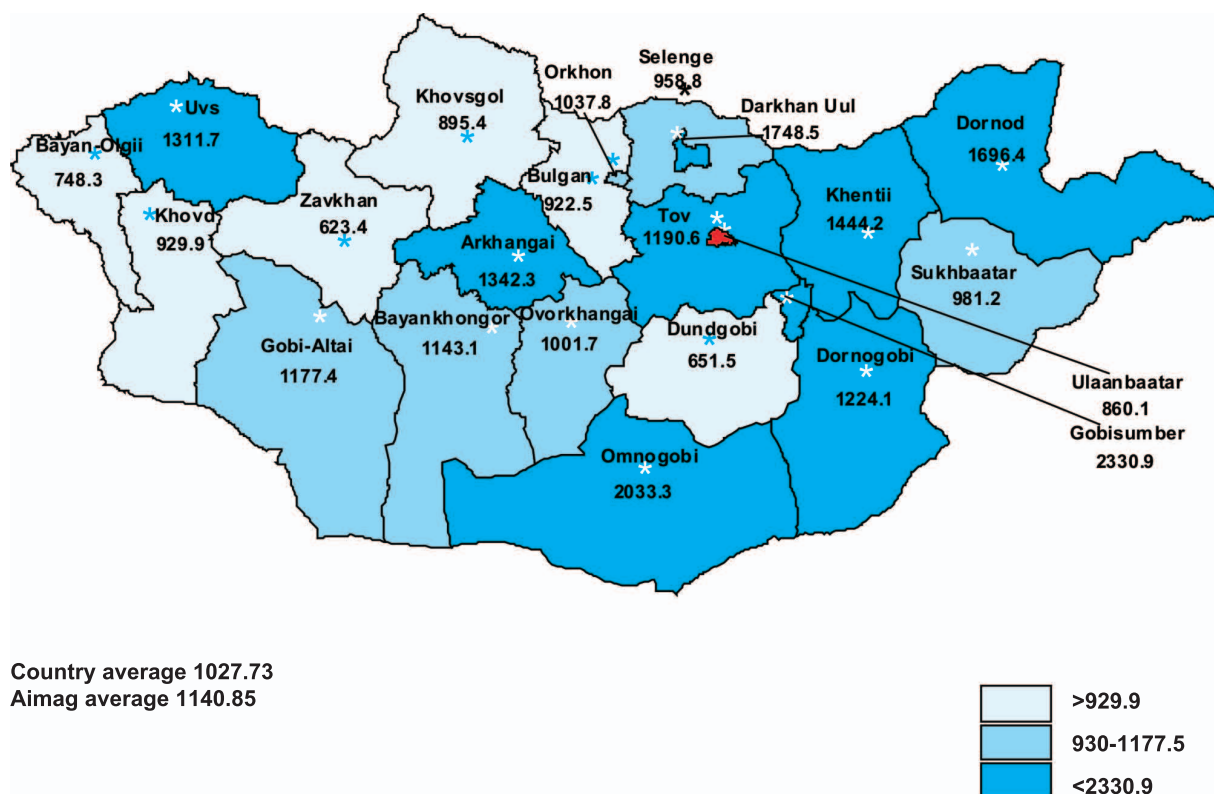 Selenge
958.8
Orkhon
1037.8
Darkhan Uul
1748.5
Khovsgol
895.4
Uvs
1311.7
Dornod
1696.4
Bayan-Olgii
748.3
Bulgan
922.5
Khentii
1444.2
Zavkhan
623.4
Khovd
929.9
Tov
1190.6
Arkhangai
1342.3
Sukhbaatar
981.2
Bayankhongor
1143.1
Ovorkhangai
1001.7
Dundgobi
651.5
Gobi-Altai
1177.4
Dornogobi
1224.1
Ulaanbaatar
860.1
Gobisumber
2330.9
Omnogobi
2033.3
Country average 1027.73
Aimag average 1140.85
>929.9
930-1177.5
<2330.9